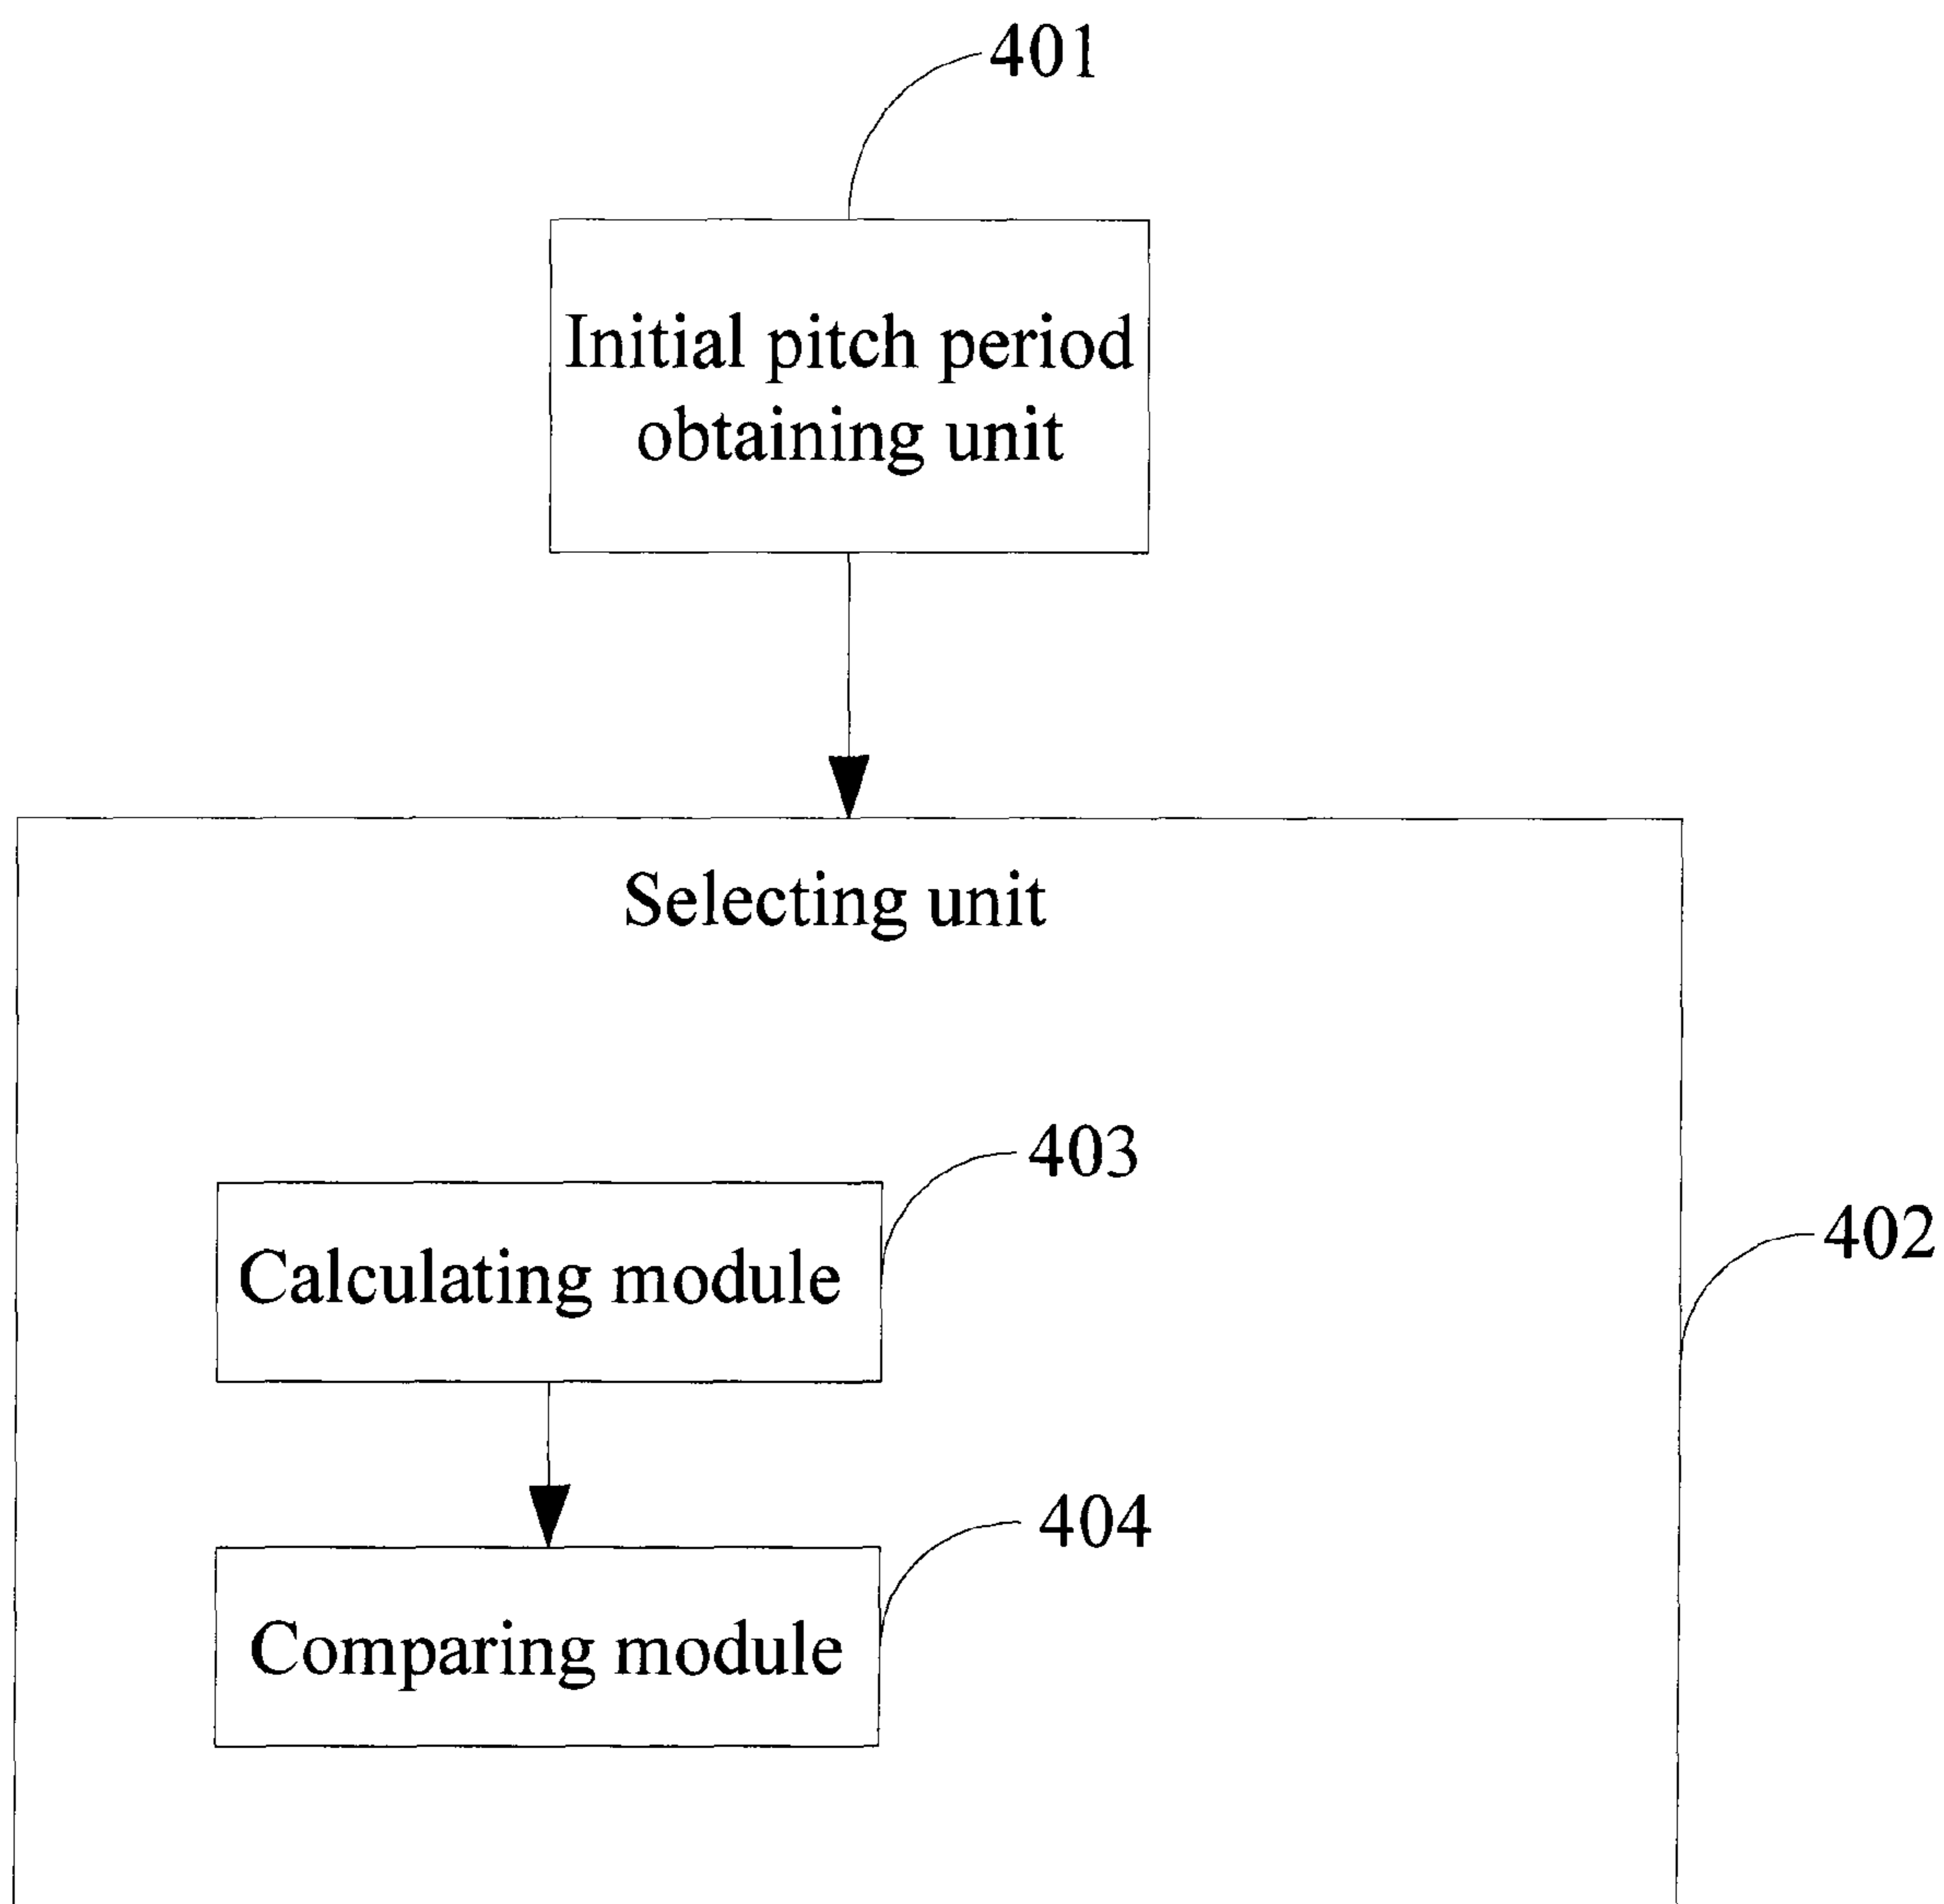 401
Initial pitch period
obtaining unit
Selecting unit
403
Calculating module
402
404
Comparing module